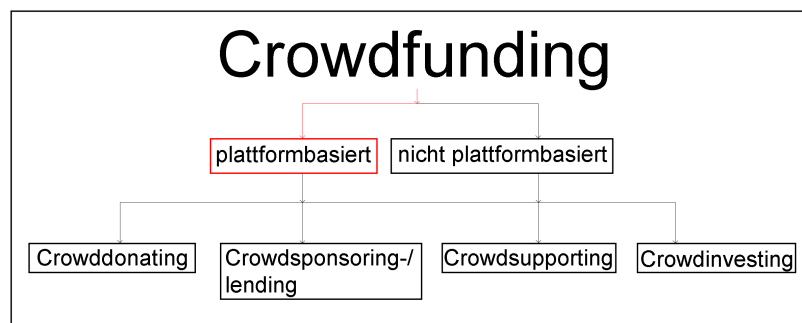 Crowdfunding
plattformbasiert
nicht plattformbasiert
Crowddonating
Crowdsponsoring-/
lending
Crowdsupporting
Crowdinvesting